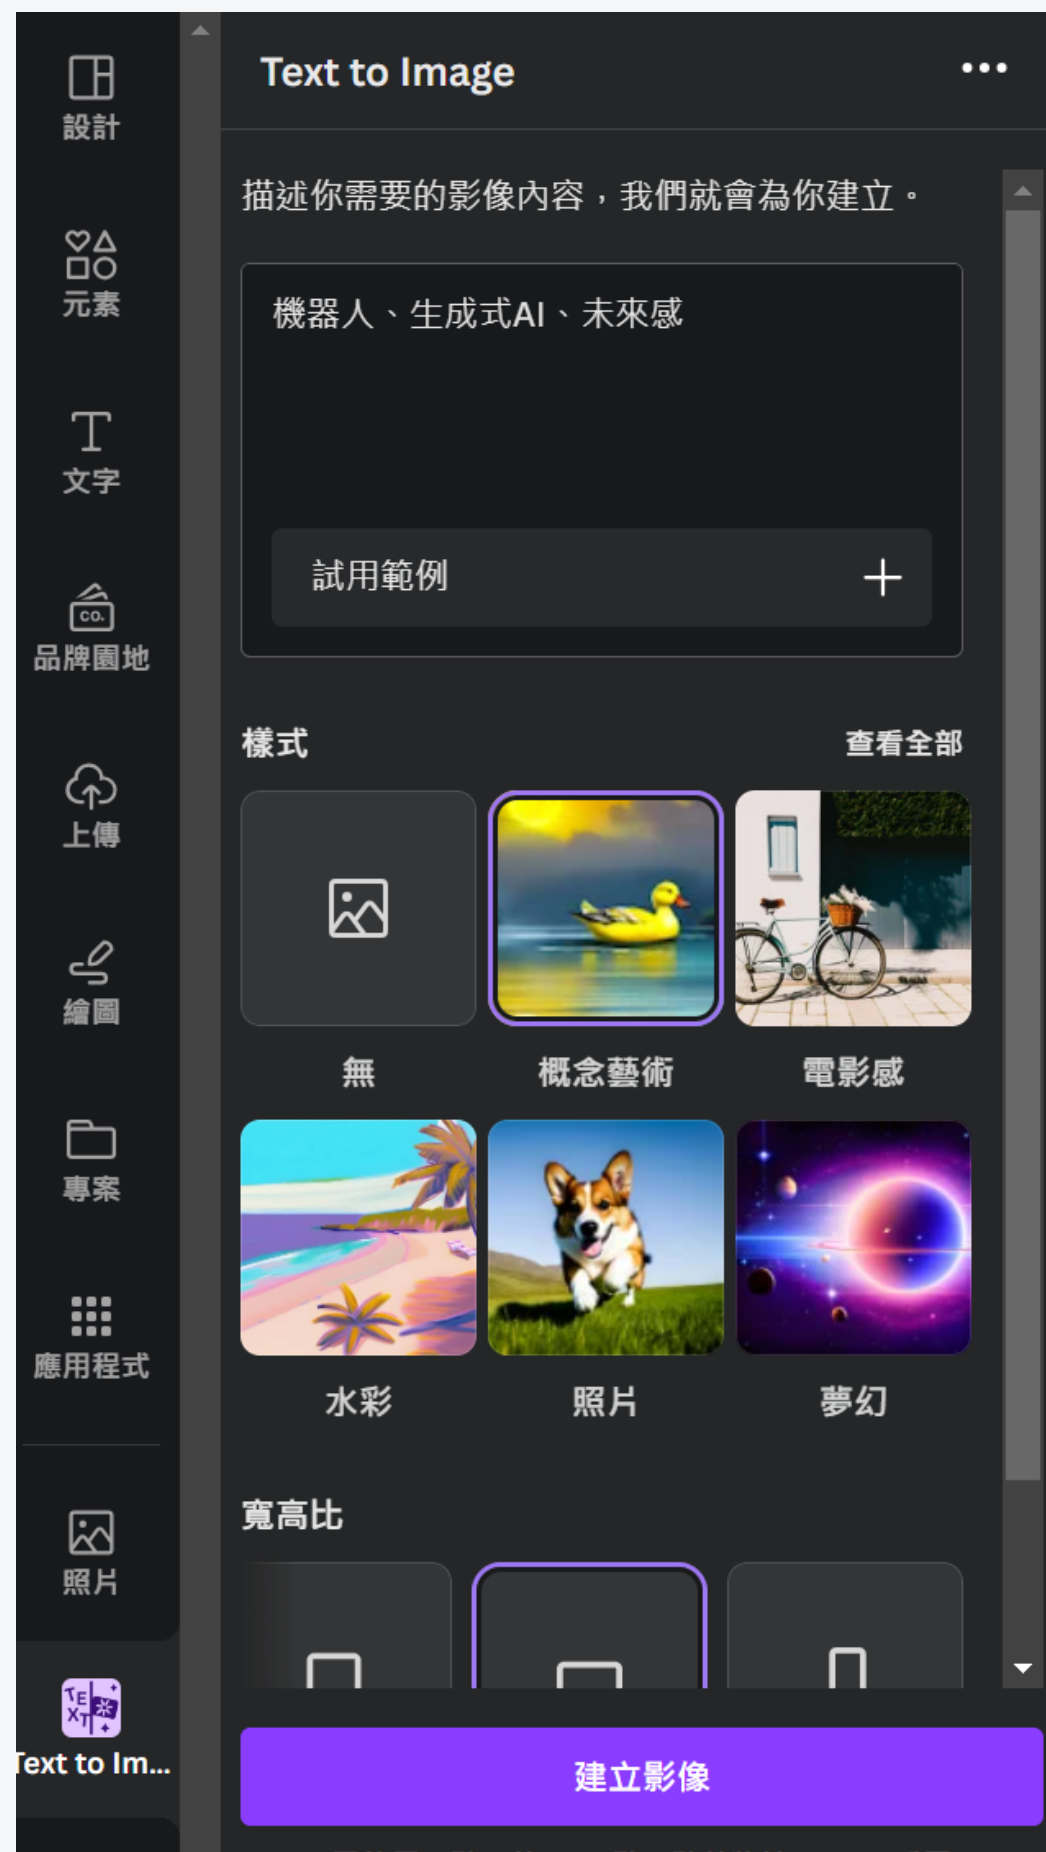 設計
元素
文字
CO.
品牌園地
上傳
繪圖
專案
應用程式
照片
TEXT
Text to Im...
Text to Image
描述你需要的影像內容，我們就會為你建立。
機器人、生成式AI、未來感
試用範例
樣式 查看全部
無 概念藝術 電影感
水彩 照片 夢幻
寬高比
建立影像